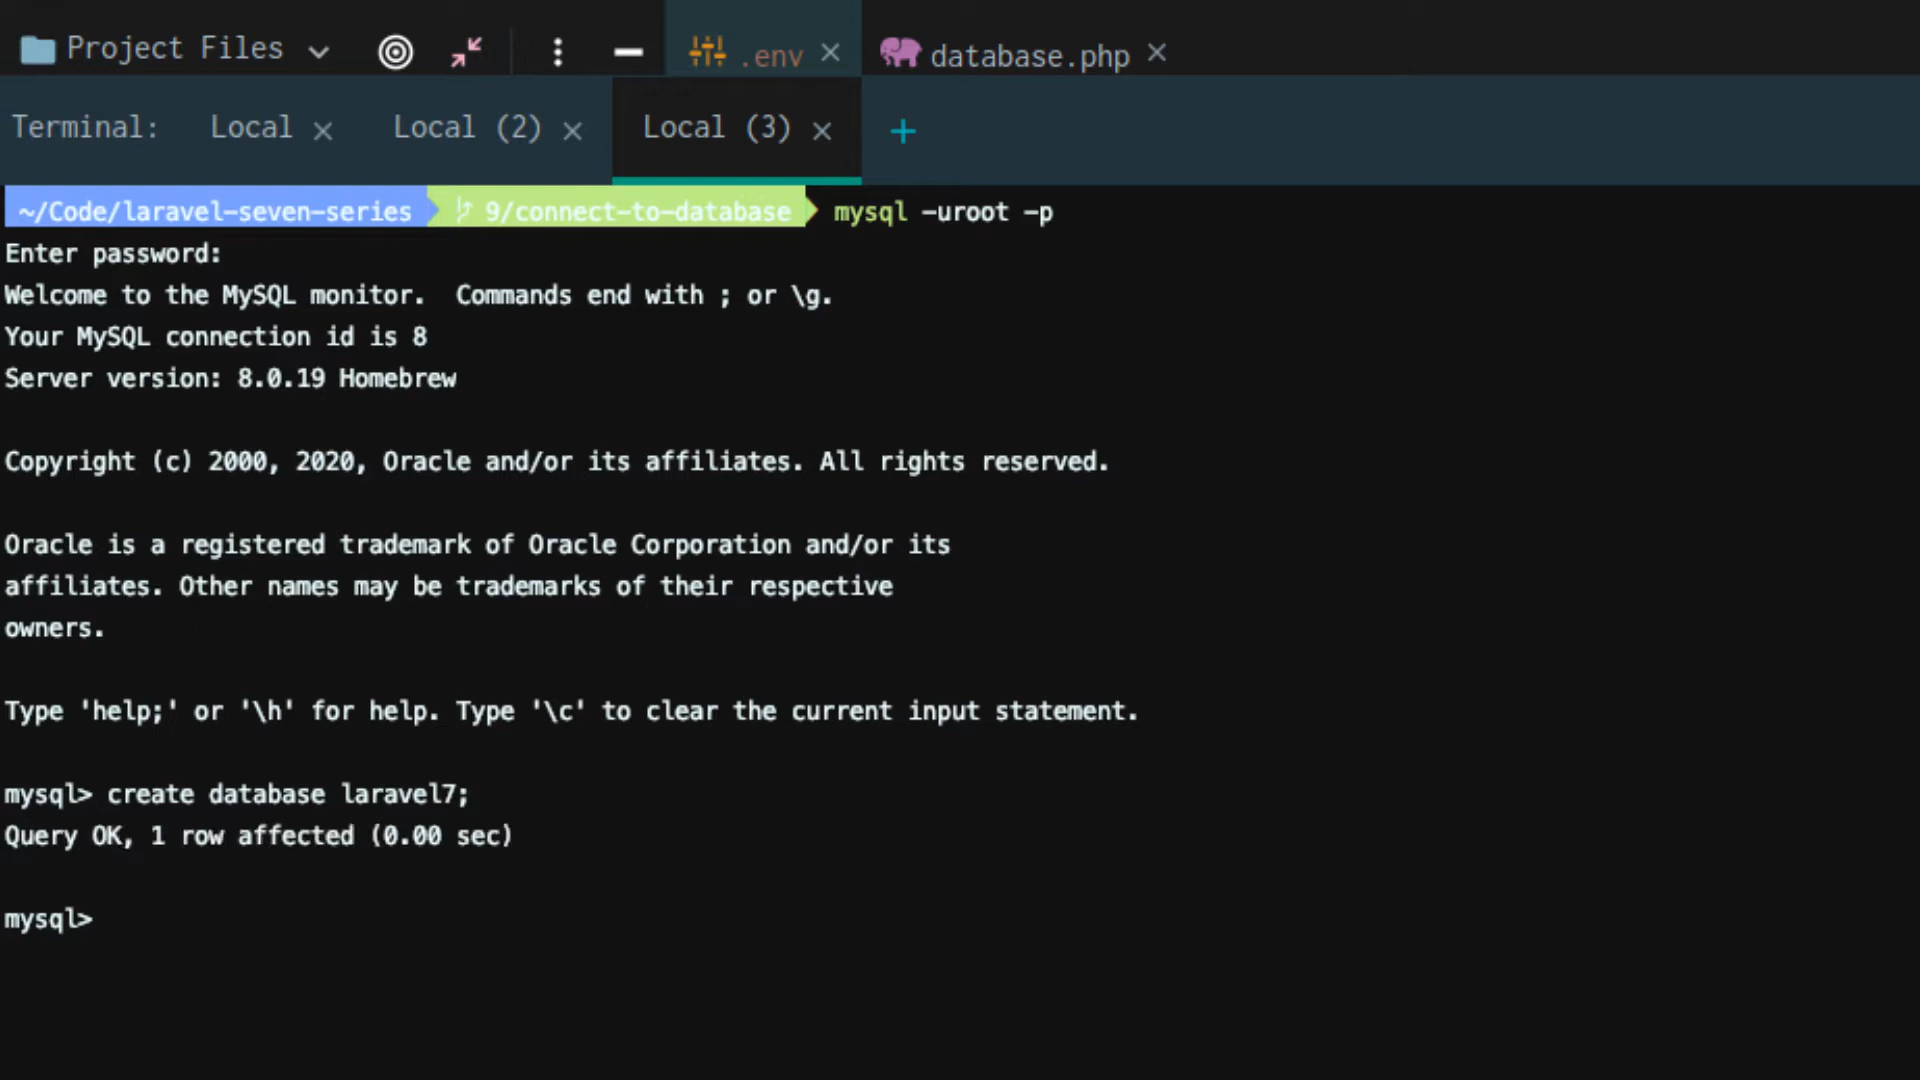 Project Files
.env
database.php
Terminal: Local Local (2) Local (3) +
~/Code/laravel-seven-series 9/connect-to-database mysql -uroot -p
Enter password:
Welcome to the MySQL monitor.  Commands end with ; or \g.
Your MySQL connection id is 8
Server version: 8.0.19 Homebrew
Copyright (c) 2000, 2020, Oracle and/or its affiliates. All rights reserved.
Oracle is a registered trademark of Oracle Corporation and/or its
affiliates. Other names may be trademarks of their respective
owners.
Type 'help;' or '\h' for help. Type '\c' to clear the current input statement.
mysql> create database laravel7;
Query OK, 1 row affected (0.00 sec)
mysql>